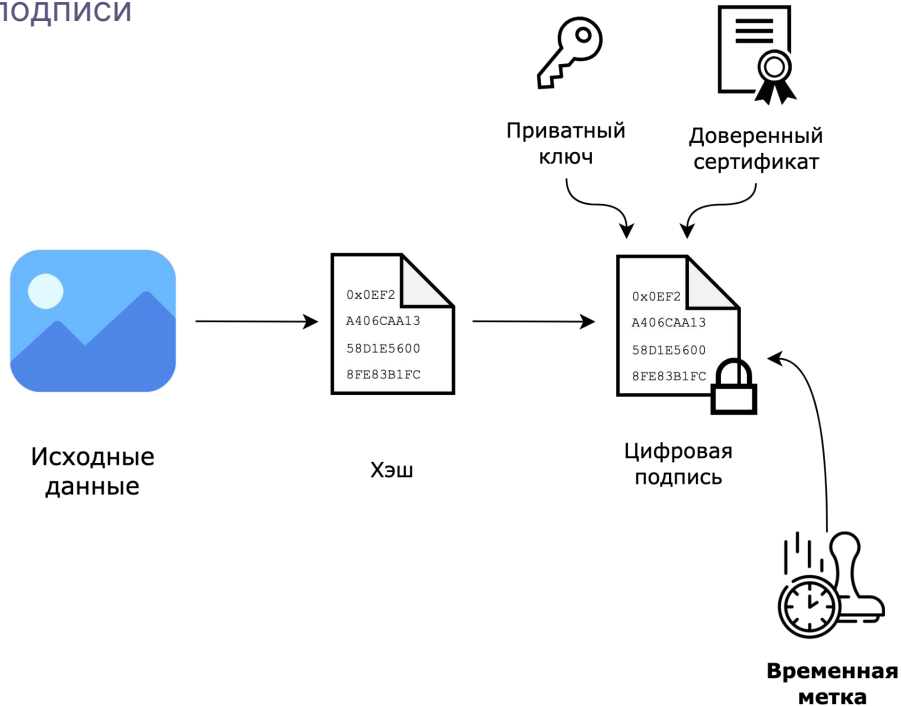 подписи
Приватный
ключ
Доверенный
сертификат
0x0EF2
A406CAA13
58D1E5600
8FE83B1FC
0x0EF2
A406CAA13
58D1E5600
8FE83B1FC
Исходные
данные
Хэш
Цифровая
подпись
Временная
метка